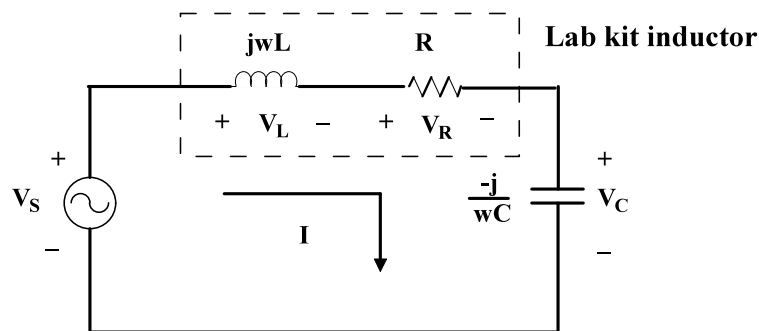 jwL R Lab kit inductor
+ V_L − + V_R −
+ +
V_S -j/wC V_C
− I −